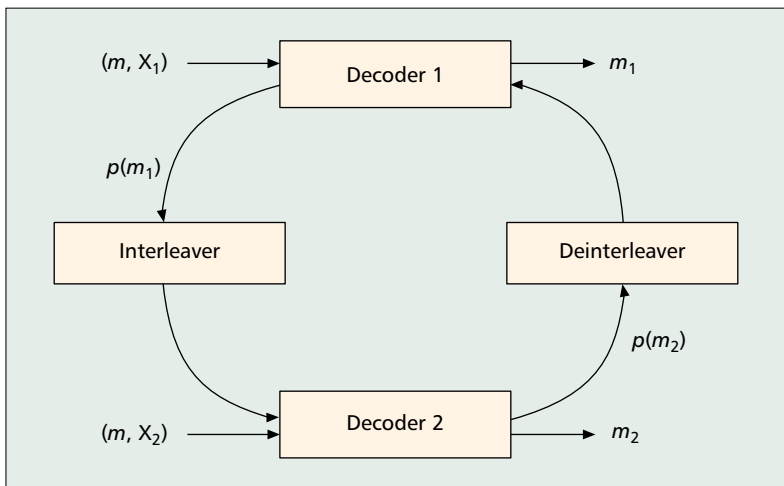 (m, X₁)
Decoder 1
m₁
p(m₁)
Interleaver
Deinterleaver
p(m₂)
(m, X₂)
Decoder 2
m₂